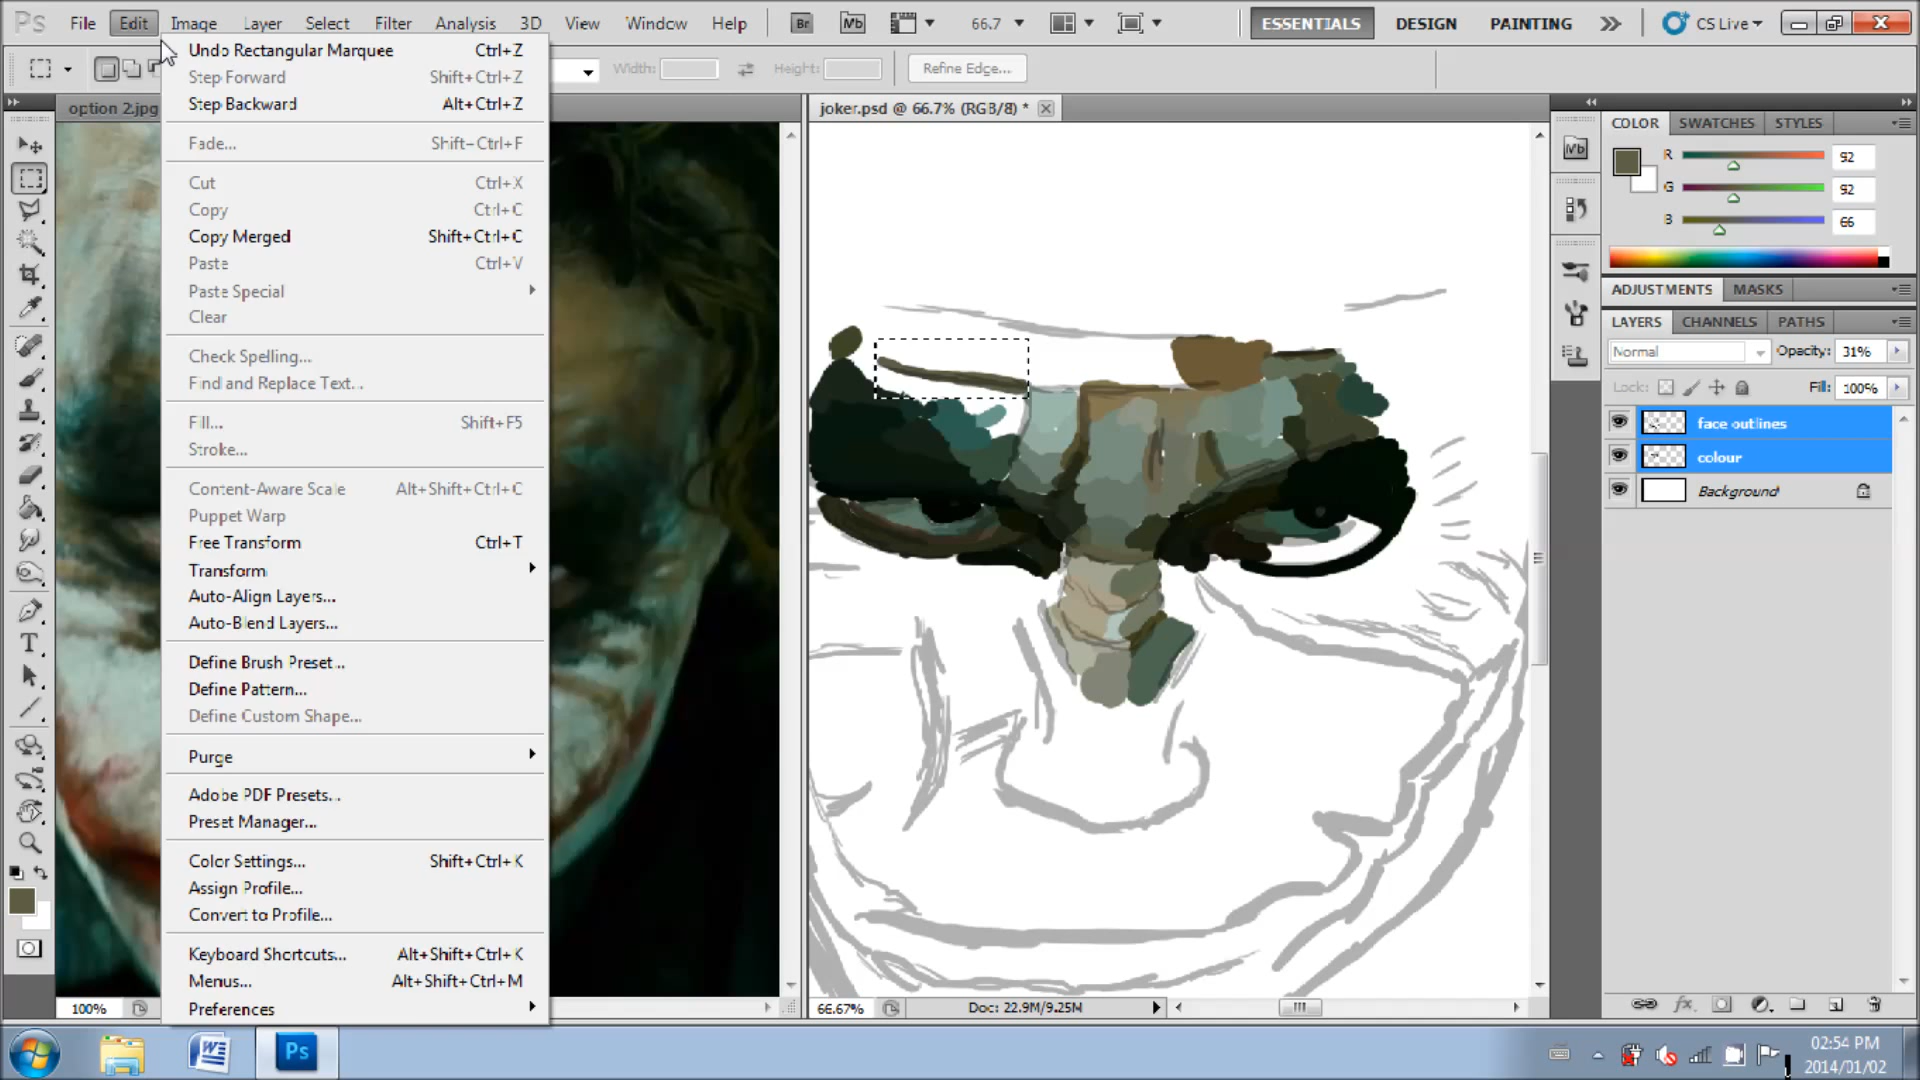 Ps File Edit Image Layer Select Filter Analysis 3D View Window Help Br Mb 66.7 ESSENTIALS DESIGN PAINTING CS Live
Width: Height: Refine Edge...
option 2.jpg
joker.psd @ 66.7% (RGB/8) *
Undo Rectangular Marquee Ctrl+Z
Step Forward Shift+Ctrl+Z
Step Backward Alt+Ctrl+Z
Fade... Shift+Ctrl+F
Cut Ctrl+X
Copy Ctrl+C
Copy Merged Shift+Ctrl+C
Paste Ctrl+V
Paste Special
Clear
Check Spelling...
Find and Replace Text...
Fill... Shift+F5
Stroke...
Content-Aware Scale Alt+Shift+Ctrl+C
Puppet Warp
Free Transform Ctrl+T
Transform
Auto-Align Layers...
Auto-Blend Layers...
Define Brush Preset...
Define Pattern...
Define Custom Shape...
Purge
Adobe PDF Presets...
Preset Manager...
Color Settings... Shift+Ctrl+K
Assign Profile...
Convert to Profile...
Keyboard Shortcuts... Alt+Shift+Ctrl+K
Menus... Alt+Shift+Ctrl+M
Preferences
Mb
COLOR SWATCHES STYLES
R 92
G 92
B 66
ADJUSTMENTS MASKS
LAYERS CHANNELS PATHS
Normal Opacity: 31%
Lock: Fill: 100%
face outlines
colour
Background
T
100%
66.67% Doc: 22.9M/9.25M
fx
W Ps
02:54 PM
2014/01/02